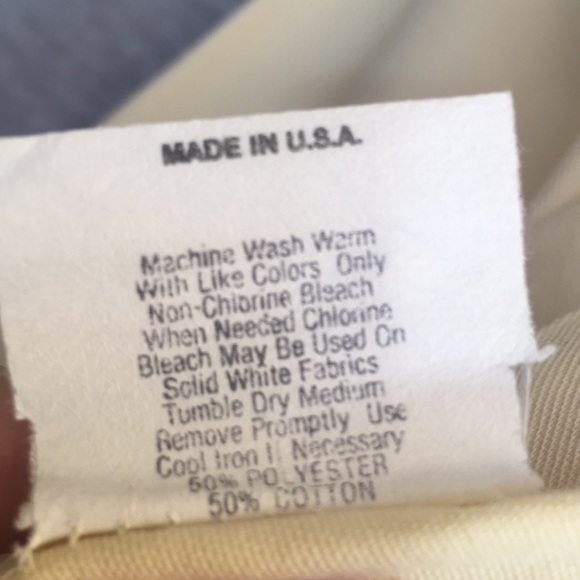 MADE IN U.S.A.
Machine Wash Warm
With Like Colors Only
Non-Chlorine Bleach
When Needed Chlorine
Bleach May Be Used On
Solid White Fabrics
Tumble Dry Medium
Remove Promptly Use
Cool Iron If Necessary
50% POLYESTER
50% COTTON